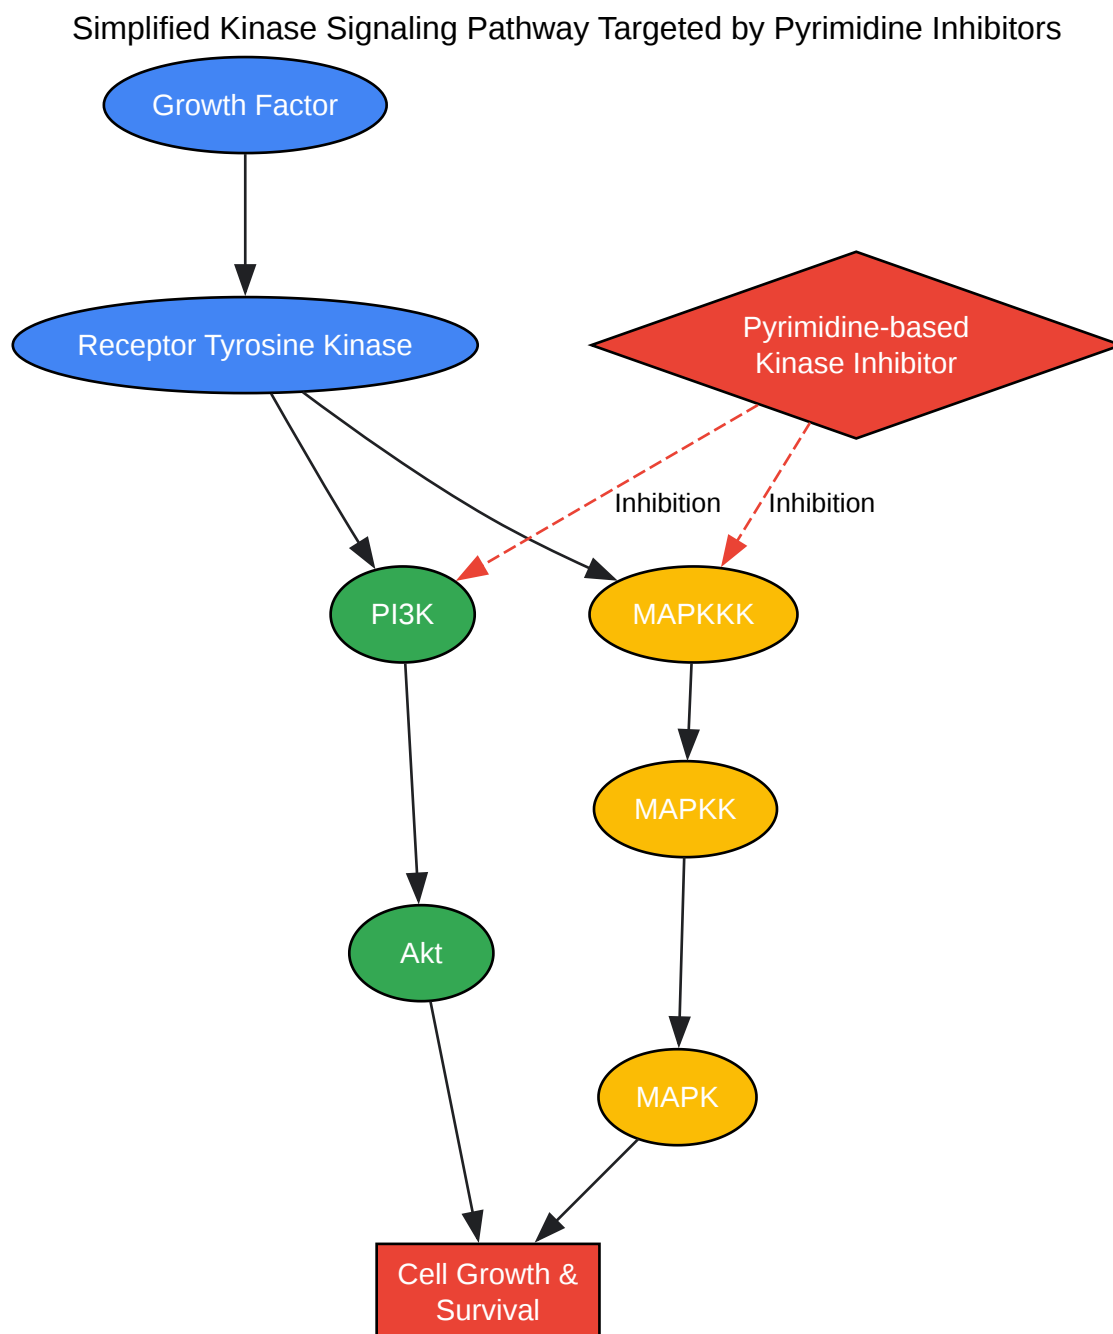 Simplified Kinase Signaling Pathway Targeted by Pyrimidine Inhibitors
Growth Factor
Receptor Tyrosine Kinase
Pyrimidine-based
Kinase Inhibitor
Inhibition
Inhibition
PI3K
MAPKKK
MAPKK
Akt
MAPK
Cell Growth &
Survival